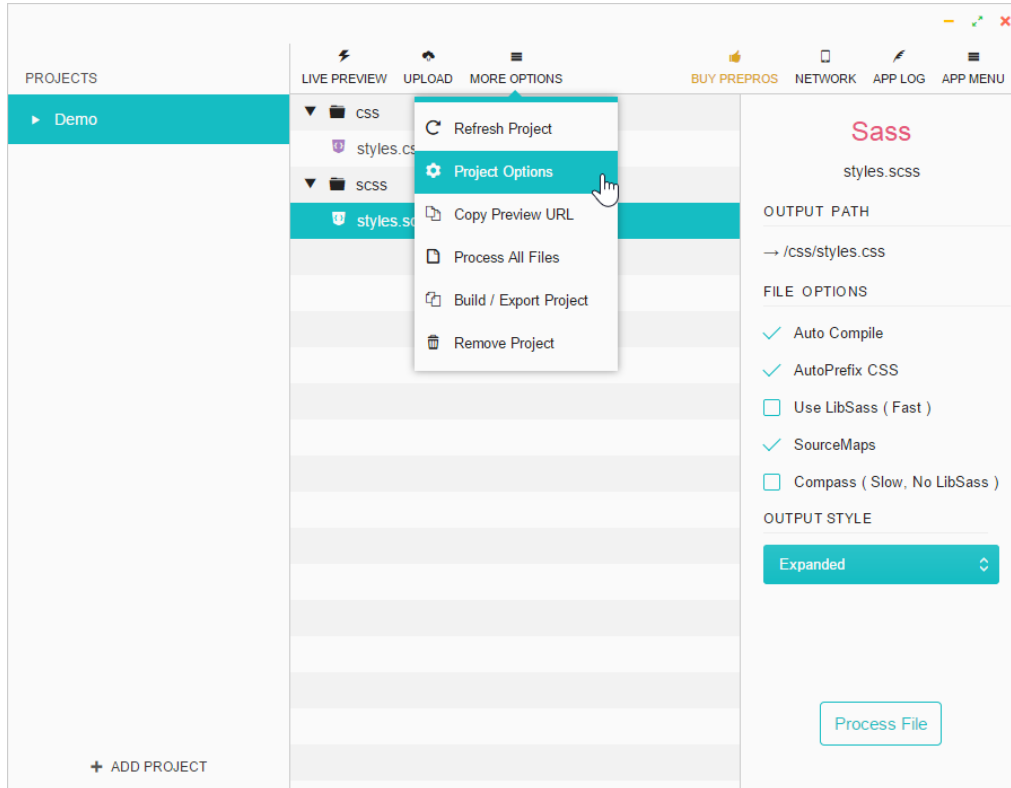 PROJECTS
Demo
+ ADD PROJECT
LIVE PREVIEW
UPLOAD
MORE OPTIONS
BUY PREPROS
NETWORK
APP LOG
APP MENU
css
styles.cs
scss
styles.sc
Refresh Project
Project Options
Copy Preview URL
Process All Files
Build / Export Project
Remove Project
Sass
styles.scss
OUTPUT PATH
→ /css/styles.css
FILE OPTIONS
Auto Compile
AutoPrefix CSS
Use LibSass ( Fast )
SourceMaps
Compass ( Slow, No LibSass )
OUTPUT STYLE
Expanded
Process File